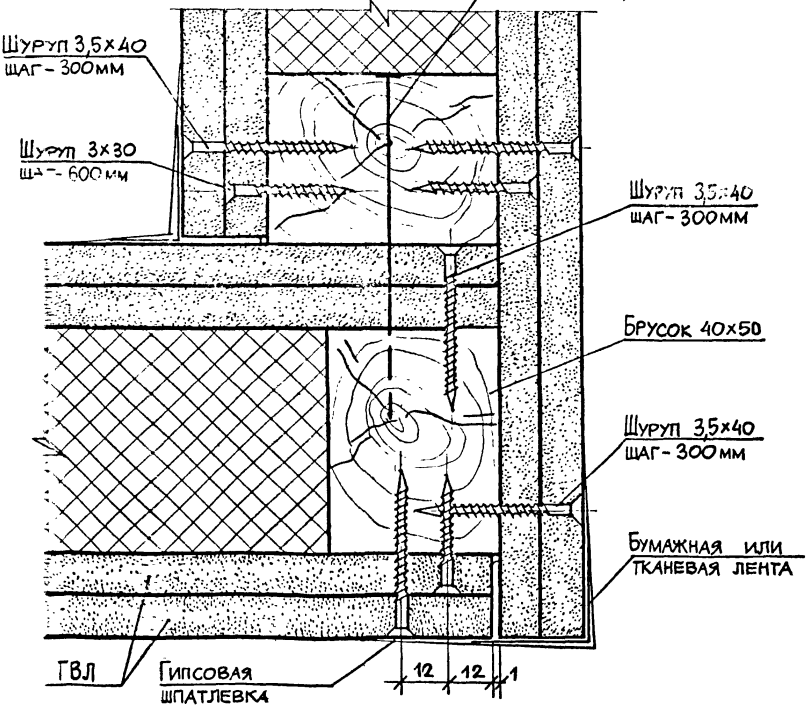 Шуруп 3,5×40
шаг - 300мм
Шуруп 3×30
шаг - 600мм
Шуруп 3,5×40
шаг - 300мм
Брусок 40×50
Шуруп 3,5×40
шаг - 300мм
Бумажная или
тканевая лента
ГВЛ
Гипсовая
шпатлевка
12 12 1